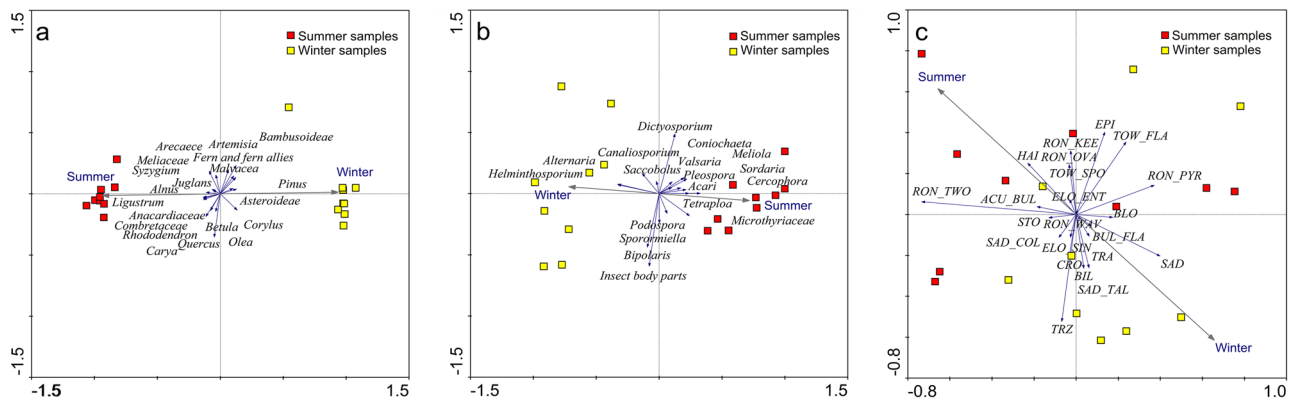 1.5
a
Summer samples
Winter samples
Bambusoideae
Arecaece
Artemisia
Meliaceae
Fern and fern allies
Syzygium
Malvacea
Summer
Winter
Juglans
Pinus
Almus
Ligustrum
Asteroideae
Anacardiaceae
Combretaceae
Betula
Corylus
Rhododendron
Quercus
Olea
Carya
-1.5
-1.5
1.5
1.5
b
Summer samples
Winter samples
Dictyosporium
Coniochaeta
Canaliosporium
Meliola
Alternaria
Valsaria
Saccobolus
Sordaria
Helminthosporium
Pleospora
Cercophora
Acari
Winter
Tetraploa
Summer
Microthyriaceae
Podospora
Sporormiella
Bipolaris
Insect body parts
-1.5
-1.5
1.5
1.0
c
Summer samples
Winter samples
Summer
EPI
TOW_FLA
RON_KEE
HAI
RON_OVA
TOW_SPO
RON_PYR
RON_TWO
ACU_BUL
ELO_ENT
BLO
STO
RON_WAV
BUL_FLA
SAD_COL
ELO_SIN
TRA
SAD
CRO
BIL
SAD_TAL
TRZ
Winter
-0.8
-0.8
1.0